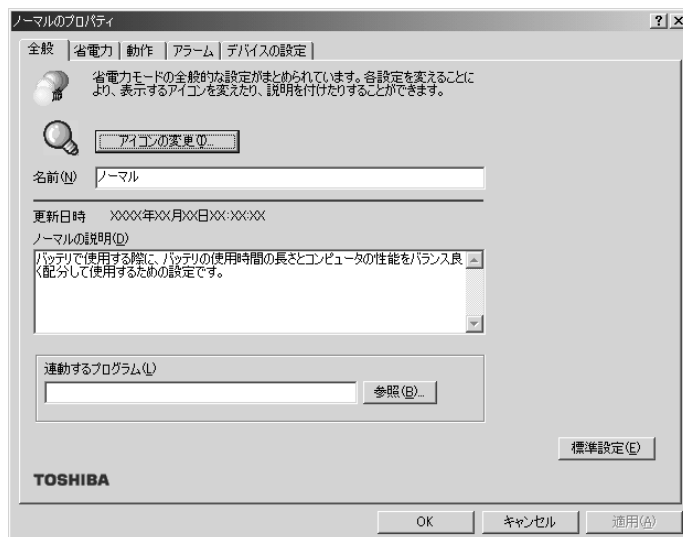 ノーマルのプロパティ
全般 省電力 動作 アラーム デバイスの設定
省電力モードの全般的な設定がまとめられています。各設定を変えることに
より、表示するアイコンを変えたり、説明を付けたりすることができます。
アイコンの変更(I)...
名前(N) ノーマル
更新日時 XXXX年XX月XX日XX:XX:XX
ノーマルの説明(D)
バッテリで使用する際に、バッテリの使用時間の長さとコンピュータの性能をバランス良
く配分して使用するための設定です。
連動するプログラム(L)
参照(B)...
標準設定(E)
TOSHIBA
OK キャンセル 適用(A)